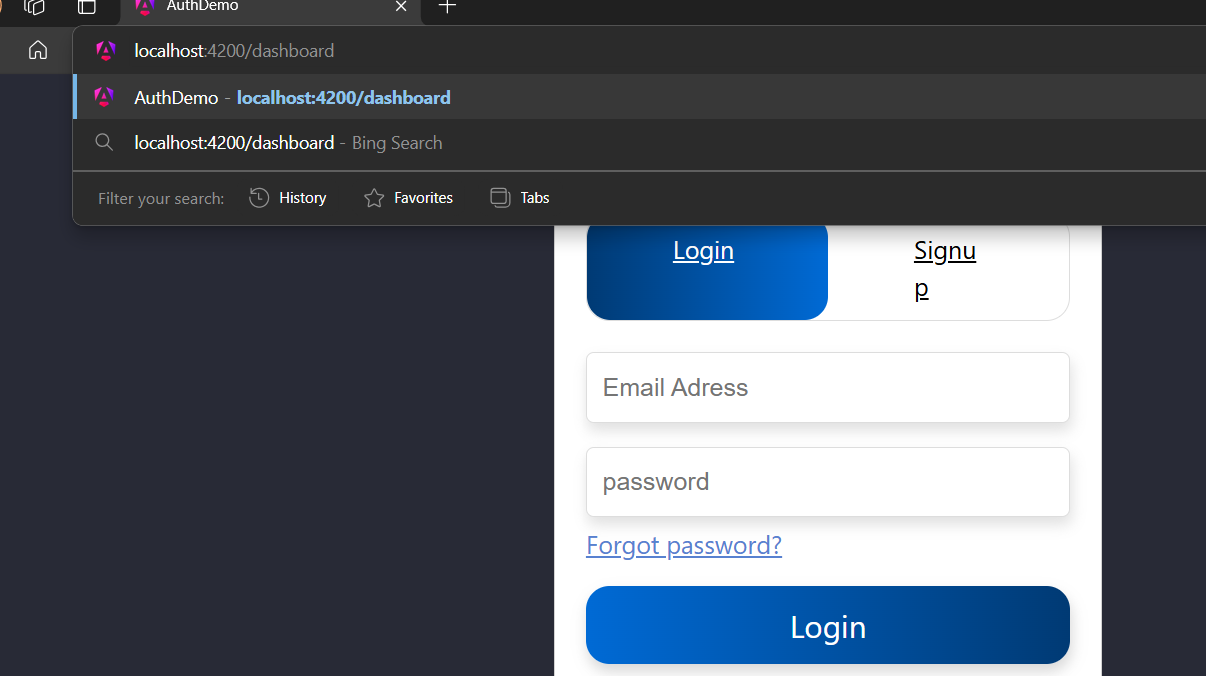 AuthDemo
localhost:4200/dashboard
AuthDemo - localhost:4200/dashboard
localhost:4200/dashboard - Bing Search
Filter your search: History Favorites Tabs
Login Signu
p
Email Adress
password
Forgot password?
Login